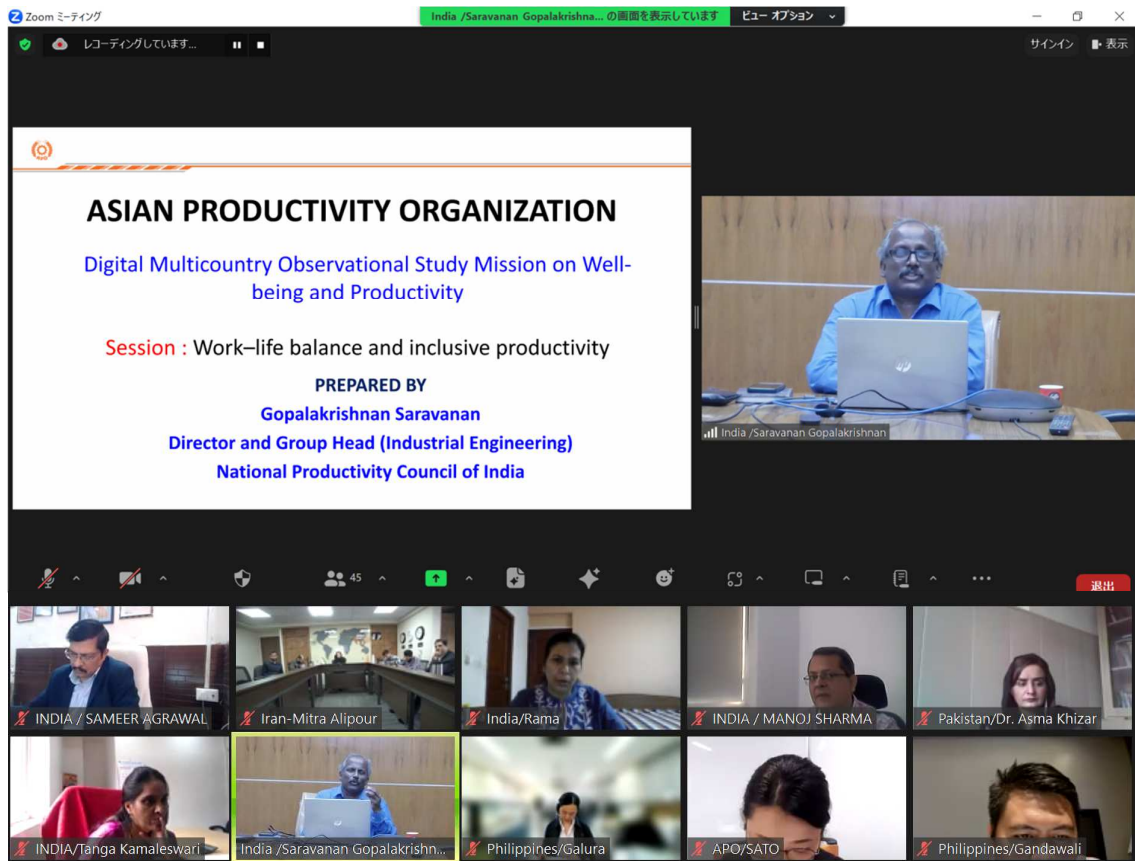 Zoom ミーティング
India /Saravanan Gopalakrishna... の画面を表示しています
ビュー オプション
レコーディングしています...
サインイン
表示
ASIAN PRODUCTIVITY ORGANIZATION
Digital Multicountry Observational Study Mission on Well-
being and Productivity
Session : Work–life balance and inclusive productivity
PREPARED BY
Gopalakrishnan Saravanan
Director and Group Head (Industrial Engineering)
National Productivity Council of India
hp
India /Saravanan Gopalakrishnan
45
退出
INDIA / SAMEER AGRAWAL
Iran-Mitra Alipour
India/Rama
INDIA / MANOJ SHARMA
Pakistan/Dr. Asma Khizar
INDIA/Tanga Kamaleswari
India /Saravanan Gopalakrishn...
Philippines/Galura
APO/SATO
Philippines/Gandawali